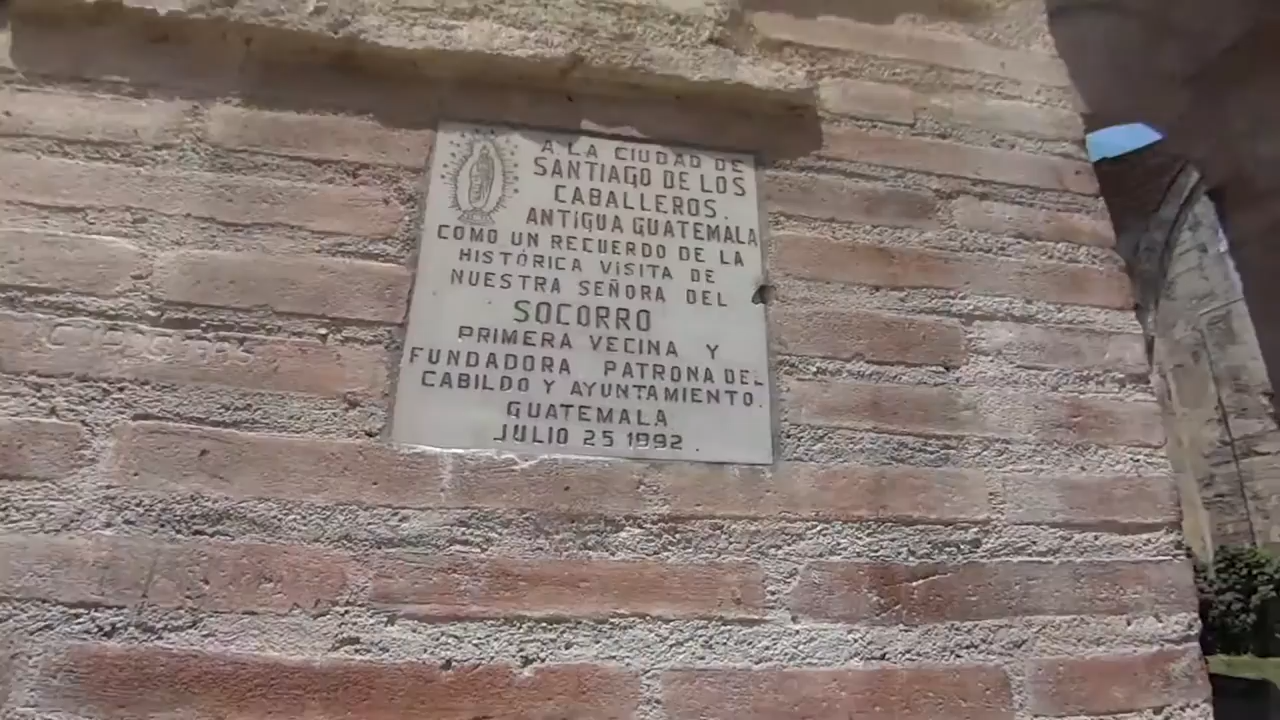 A LA CIUDAD DE
SANTIAGO DE LOS
CABALLEROS.
ANTIGUA GUATEMALA
COMO UN RECUERDO DE LA
HISTÓRICA VISITA DE
NUESTRA SEÑORA DEL
SOCORRO
PRIMERA VECINA Y
FUNDADORA PATRONA DEL
CABILDO Y AYUNTAMIENTO.
GUATEMALA
JULIO 25 1992.